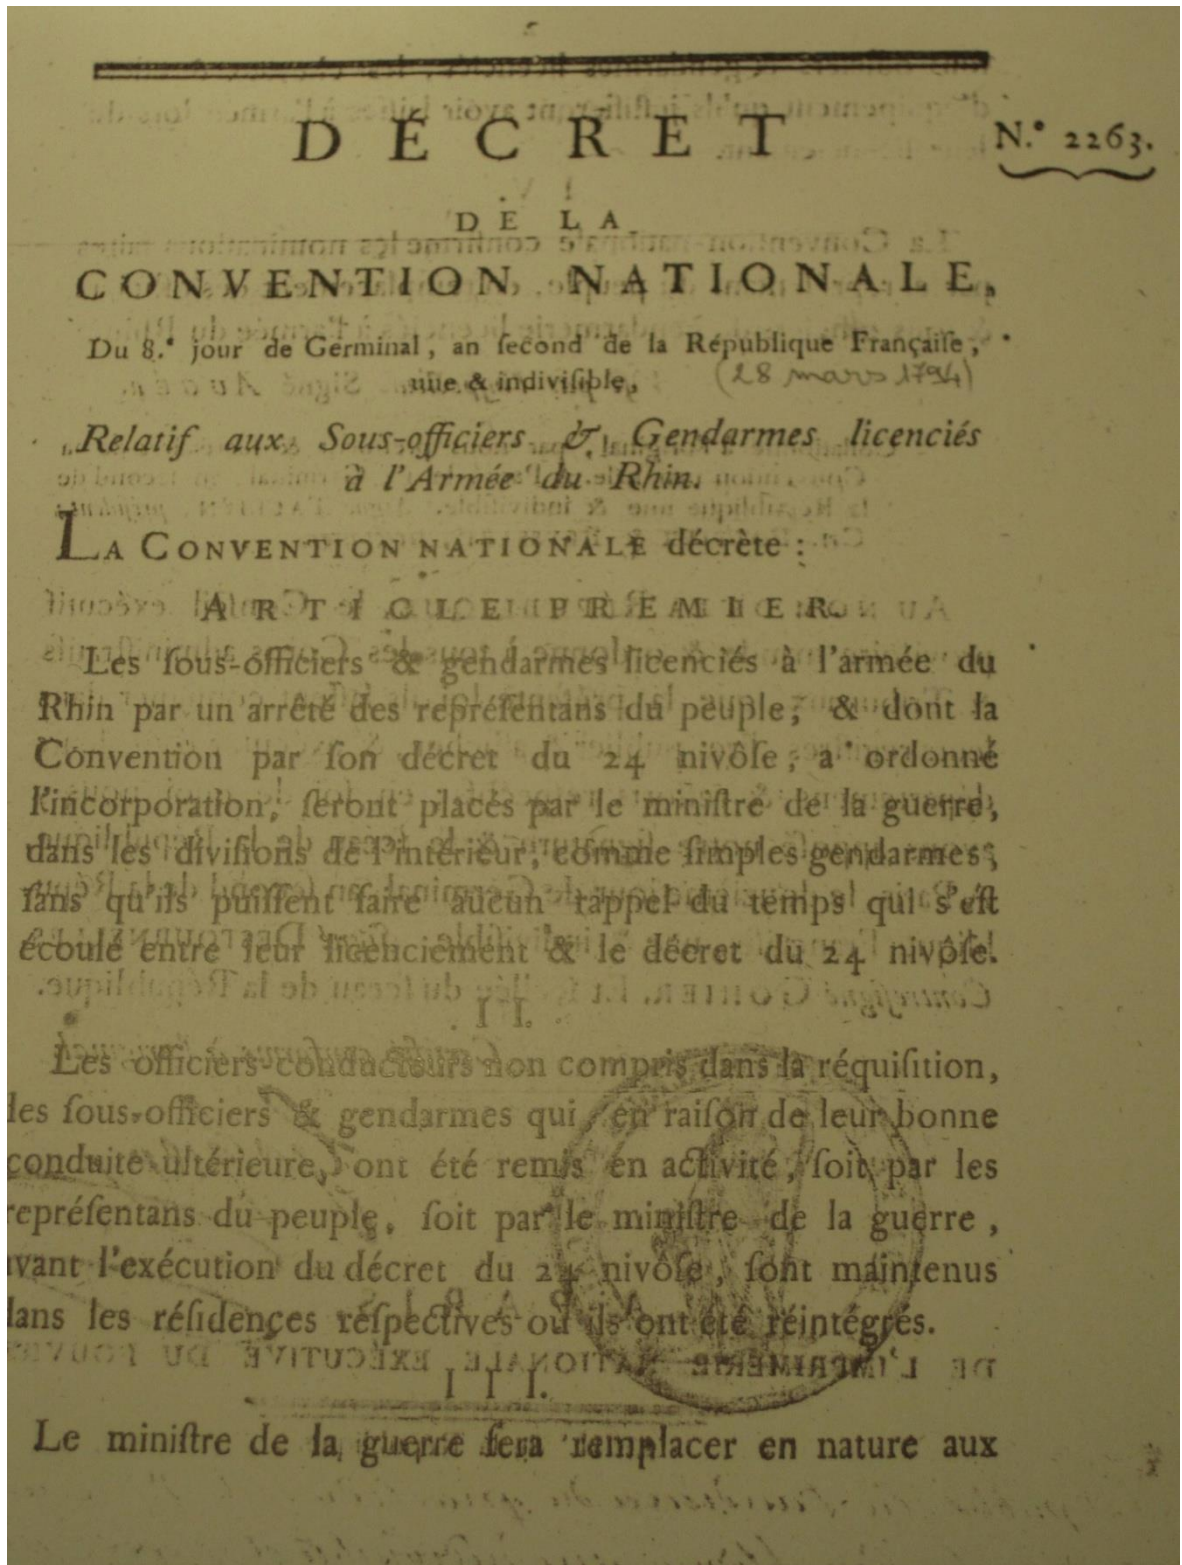 DÉCRET
N.° 2263.
DE LA
CONVENTION NATIONALE,
Du 8.e jour de Germinal, an ſecond de la République Françaiſe,
une & indiviſible,
(28 mars 1794)
Relatif aux Sous-officiers & Gendarmes licenciés
à l'Armée du Rhin.
LA CONVENTION NATIONALE décrète :
ARTICLE PREMIER.
Les ſous-officiers & gendarmes licenciés à l'armée du
Rhin par un arrêté des repréſentans du peuple, & dont la
Convention par ſon décret du 24 nivôſe, a ordonné
l'incorporation, ſeront placés par le miniſtre de la guerre,
dans les diviſions de l'intérieur, comme ſimples gendarmes,
ſans qu'ils puiſſent faire aucun rappel du temps qui s'eſt
écoulé entre leur licenciement & le décret du 24 nivôſe.
II.
Les officiers-conducteurs non compris dans la réquiſition,
les ſous-officiers & gendarmes qui, en raiſon de leur bonne
conduite ultérieure, ont été remis en activité, ſoit par les
repréſentans du peuple, ſoit par le miniſtre de la guerre,
avant l'exécution du décret du 24 nivôſe, ſont maintenus
dans les réſidences reſpectives où ils ont été réintégrés.
III.
Le miniſtre de la guerre fera remplacer en nature aux